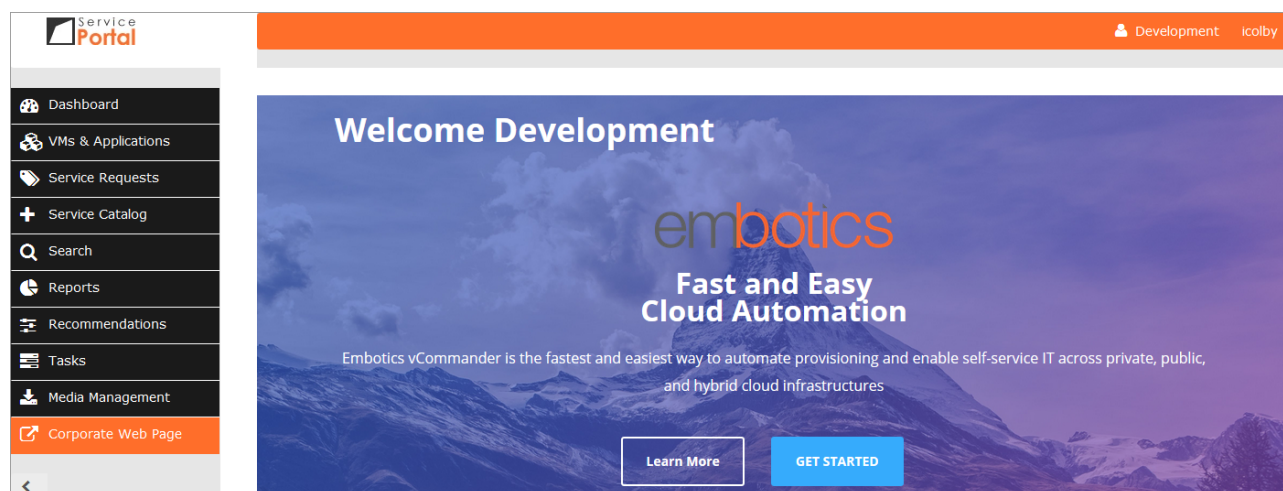 Service
Portal
Development icolby
Dashboard
VMs & Applications
Service Requests
Service Catalog
Search
Reports
Recommendations
Tasks
Media Management
Corporate Web Page
Welcome Development
embotics
Fast and Easy
Cloud Automation
Embotics vCommander is the fastest and easiest way to automate provisioning and enable self-service IT across private, public,
and hybrid cloud infrastructures
Learn More GET STARTED